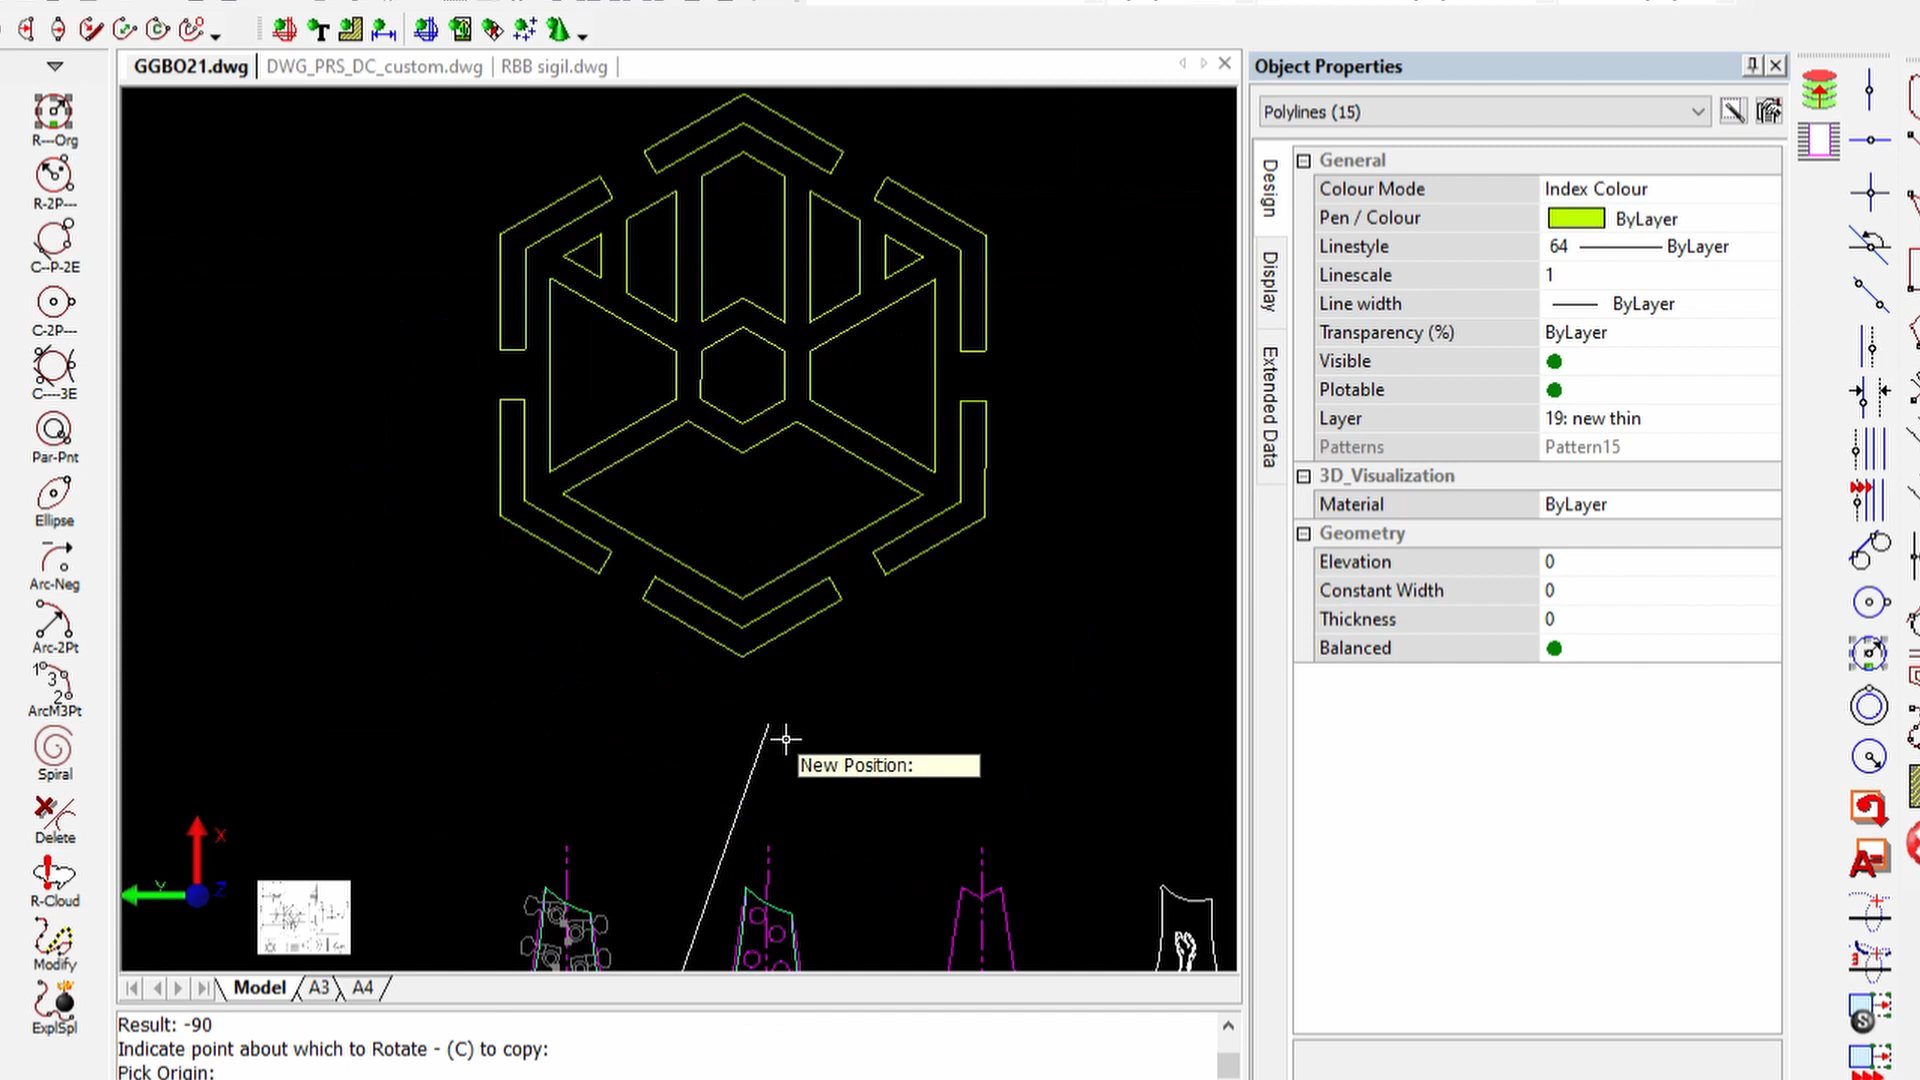 GGBO21.dwg
DWG_PRS_DC_custom.dwg
RBB sigil.dwg
Object Properties
Polylines (15)
R---Org
R-2P---
C--P-2E
C-2P---
C----3E
Par-Pnt
Ellipse
Arc-Neg
Arc-2Pt
ArcM3Pt
Spiral
Delete
R-Cloud
Modify
ExplSpl
Design
Display
Extended Data
General
Colour Mode Index Colour
Pen / Colour ByLayer
Linestyle 64 ByLayer
Linescale 1
Line width ByLayer
Transparency (%) ByLayer
Visible
Plotable
Layer 19: new thin
Patterns Pattern15
3D_Visualization
Material ByLayer
Geometry
Elevation 0
Constant Width 0
Thickness 0
Balanced
New Position:
X
Y
Z
Model
A3
A4
Result: -90
Indicate point about which to Rotate - (C) to copy:
Pick Origin: